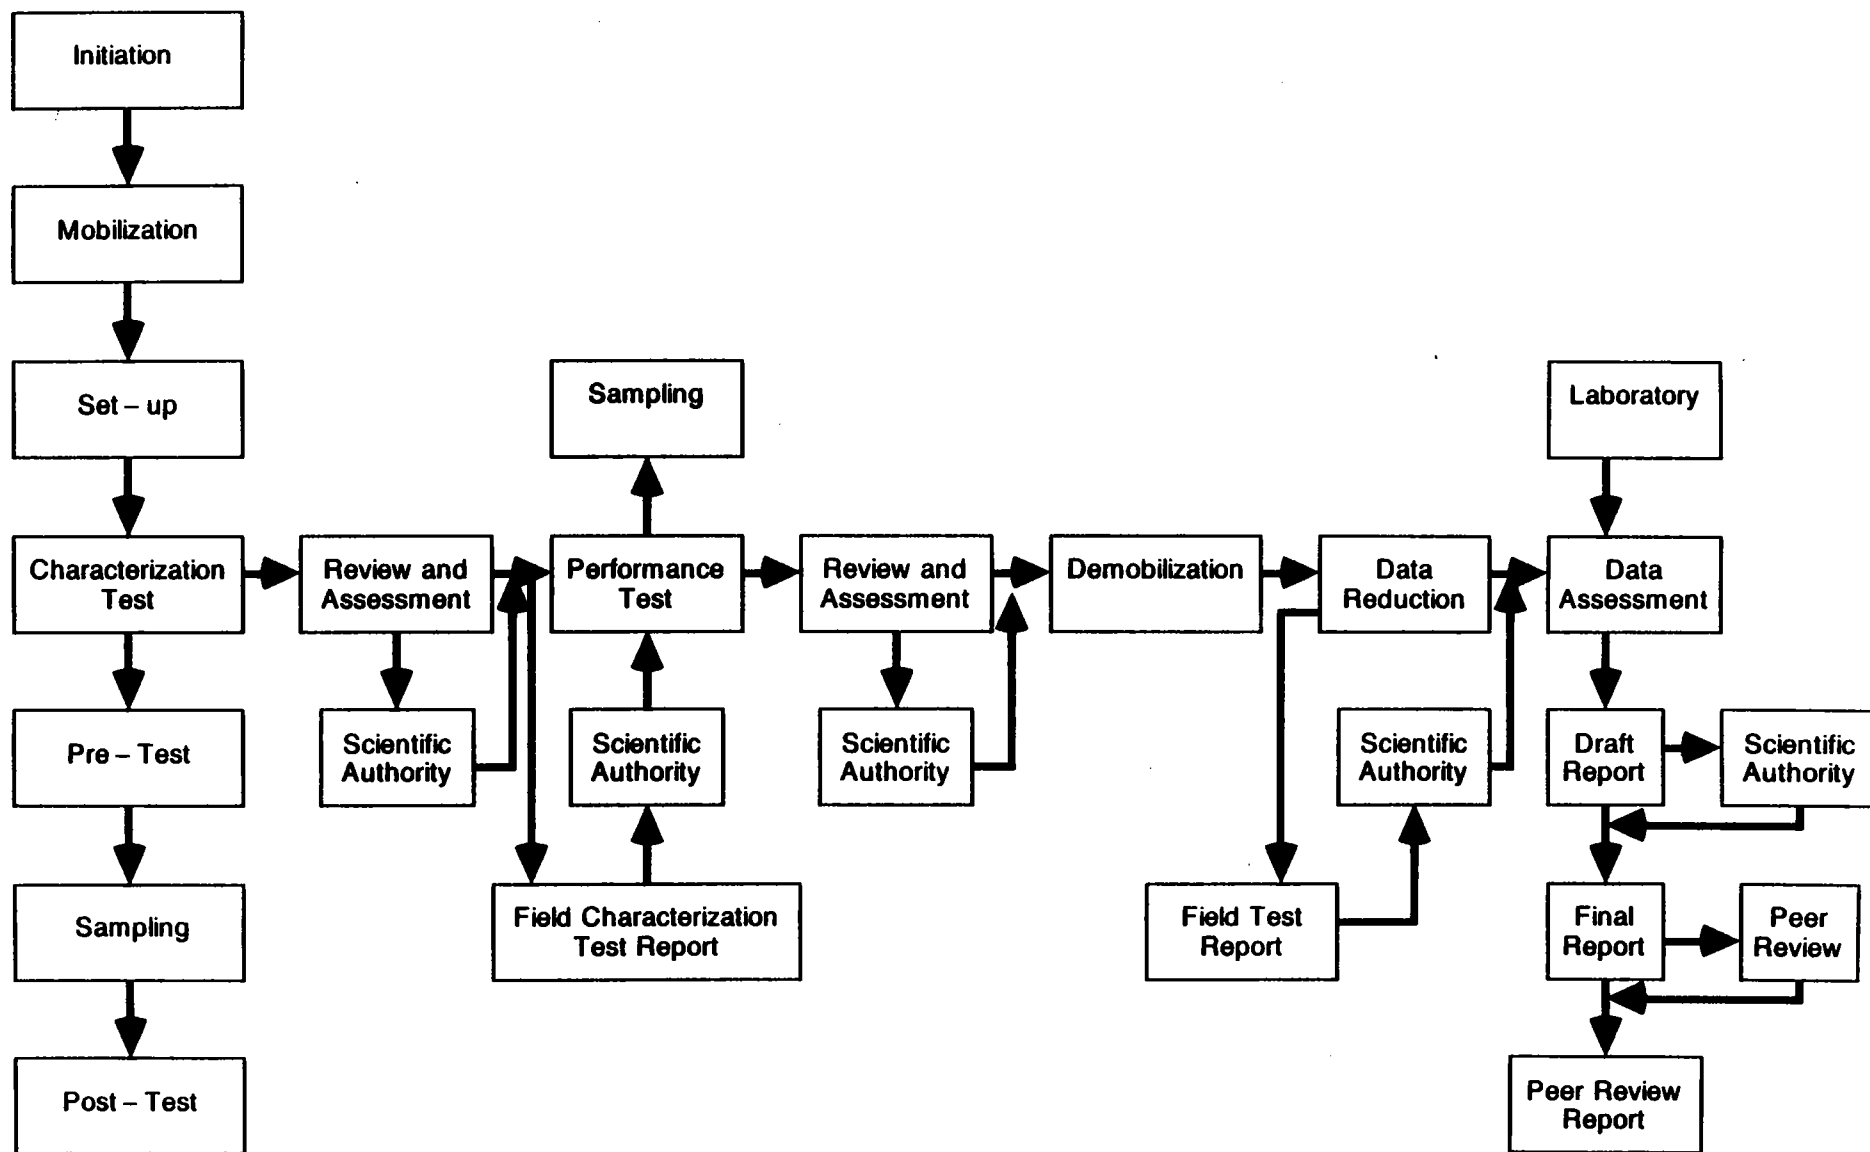 Initiation
Mobilization
Set – up
Sampling
Laboratory
Characterization
Test
Review and
Assessment
Performance
Test
Review and
Assessment
Demobilization
Data
Reduction
Data
Assessment
Pre – Test
Scientific
Authority
Scientific
Authority
Scientific
Authority
Scientific
Authority
Draft
Report
Scientific
Authority
Sampling
Field Characterization
Test Report
Field Test
Report
Final
Report
Peer
Review
Post – Test
Peer Review
Report